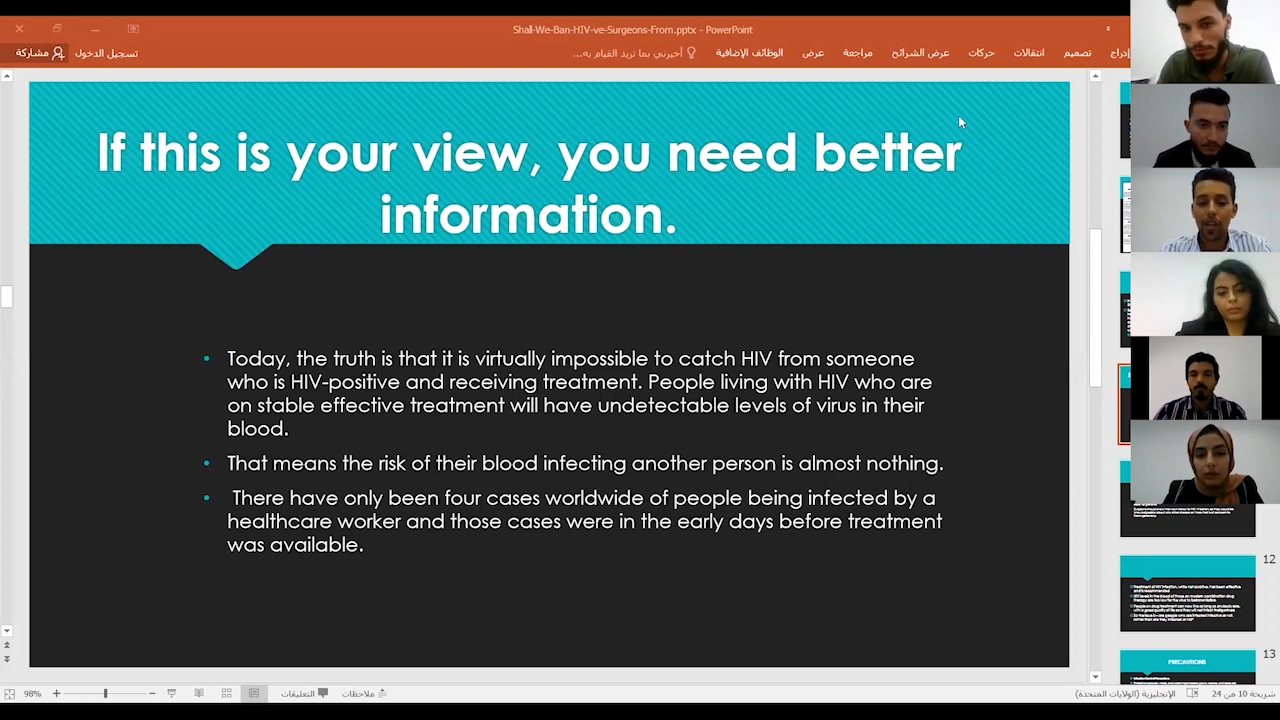 Shall-We-Ban-HIV-ve-Surgeons-From.pptx - PowerPoint
إدراج تصميم انتقالات حركات عرض الشرائح مراجعة عرض الوظائف الإضافية أخبرني بما تريد القيام به... تسجيل الدخول مشاركة
If this is your view, you need better
information.
• Today, the truth is that it is virtually impossible to catch HIV from someone
who is HIV-positive and receiving treatment. People living with HIV who are
on stable effective treatment will have undetectable levels of virus in their
blood.
• That means the risk of their blood infecting another person is almost nothing.
• There have only been four cases worldwide of people being infected by a
healthcare worker and those cases were in the early days before treatment
was available.
12
13
PRECAUTIONS
شريحة 10 من 24 الإنجليزية (الولايات المتحدة) ملاحظات التعليقات 98%